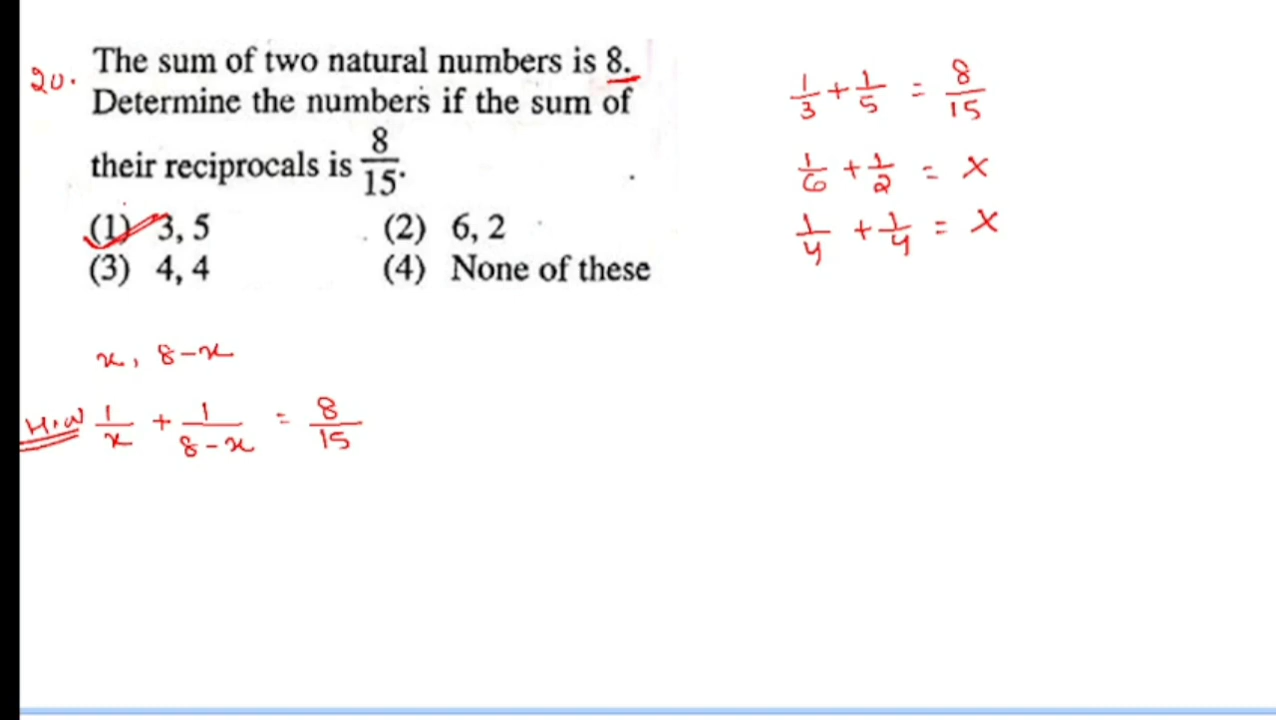 20. The sum of two natural numbers is 8.
Determine the numbers if the sum of
their reciprocals is 8/15.
(1) 3, 5 (2) 6, 2
(3) 4, 4 (4) None of these
1/3 + 1/5 = 8/15
1/6 + 1/2 = x
1/4 + 1/4 = x
x, 8-x
H.W 1/x + 1/8-x = 8/15